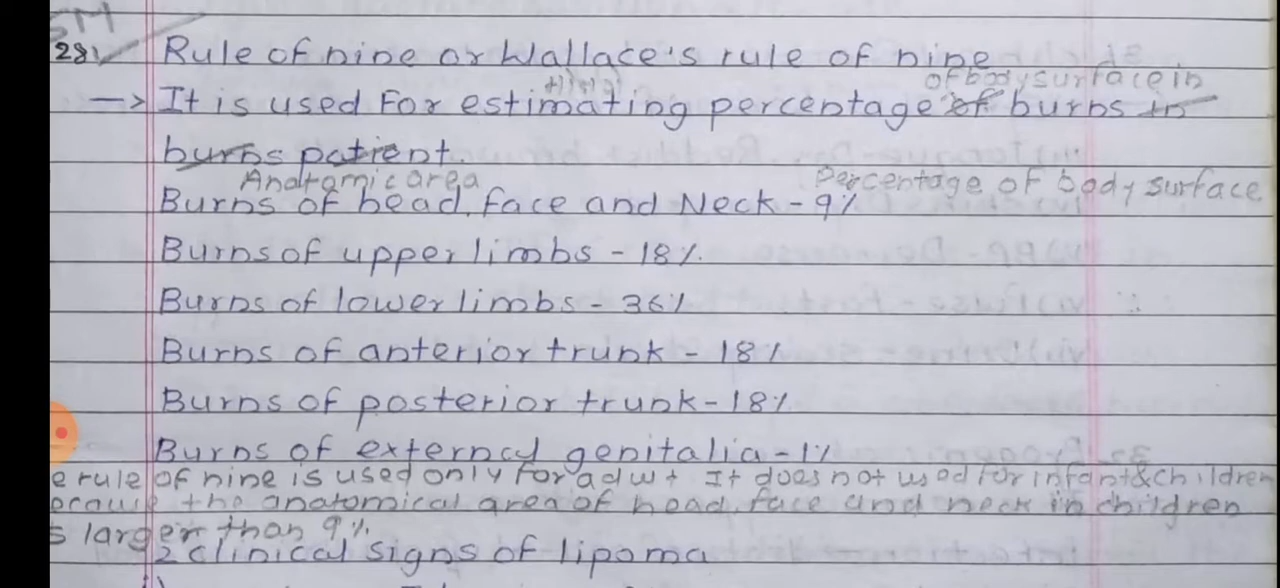 SM
28) Rule of nine or Wallace's rule of nine
of body surface in
-> It is used For estimating percentage of burns in
burns patient.
Anatomic area Percentage of body surface
Burns of head, face and Neck - 9%
Burns of upper limbs - 18%.
Burns of lower limbs - 36%
Burns of anterior trunk - 18%
Burns of posterior trunk - 18%
Burns of external genitalia - 1%
e rule of nine is used only for adult It does not used for infant & children
ecause the anatomical area of head, face and neck in children
s larger than 9%.
2 clinical signs of lipoma